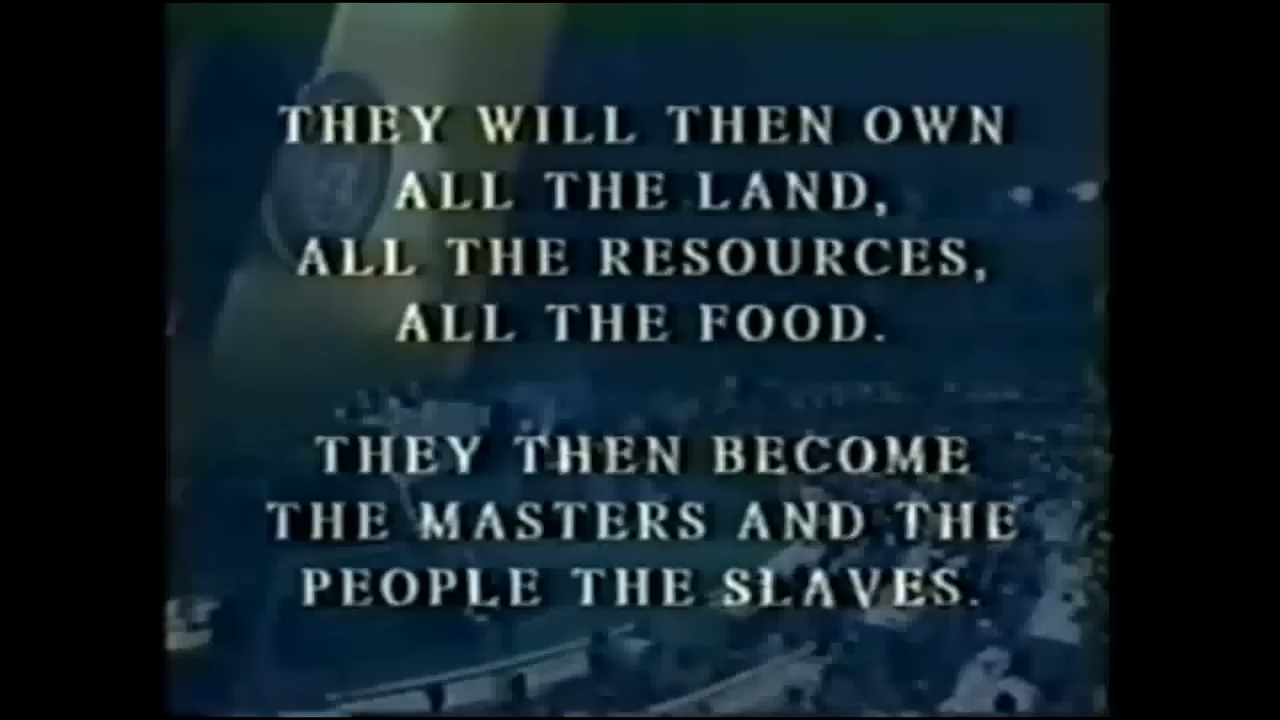 THEY WILL THEN OWN
ALL THE LAND,
ALL THE RESOURCES,
ALL THE FOOD.
THEY THEN BECOME
THE MASTERS AND THE
PEOPLE THE SLAVES.